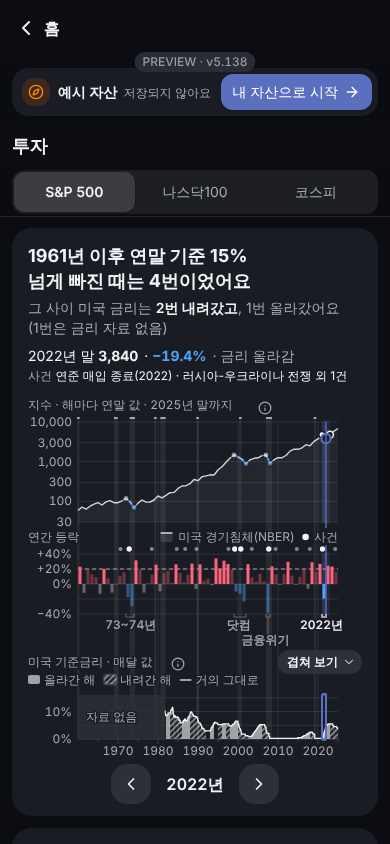 홈
PREVIEW · v5.138
예시 자산 저장되지 않아요 내 자산으로 시작 →
투자
S&P 500 나스닥100 코스피
1961년 이후 연말 기준 15%
넘게 빠진 때는 4번이었어요
그 사이 미국 금리는 2번 내려갔고, 1번 올라갔어요
(1번은 금리 자료 없음)
2022년 말 3,840 · −19.4% · 금리 올라감
사건 연준 매입 종료(2022) · 러시아-우크라이나 전쟁 외 1건
지수 · 해마다 연말 값 · 2025년 말까지
10,000
3,000
1,000
300
100
30
연간 등락 미국 경기침체(NBER) 사건
+40%
+20%
0%
−40%
73~74년 닷컴 2022년
금융위기
미국 기준금리 · 매달 값 겹쳐 보기
올라간 해 내려간 해 거의 그대로
10%
자료 없음
0%
1970 1980 1990 2000 2010 2020
2022년